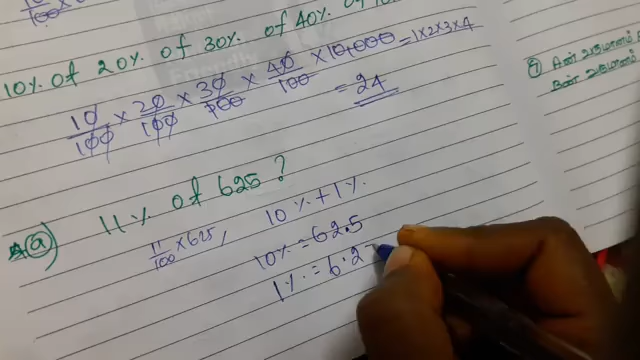 10% of 20% of 30% of 40% of
10/100 × 20/100 × 30/100 × 40/100 × 10,000 = 1×2×3×4
= 24
a) 11% of 625 ?
11/100 × 625, 10% + 1%.
10% = 62.5
1% = 6.2